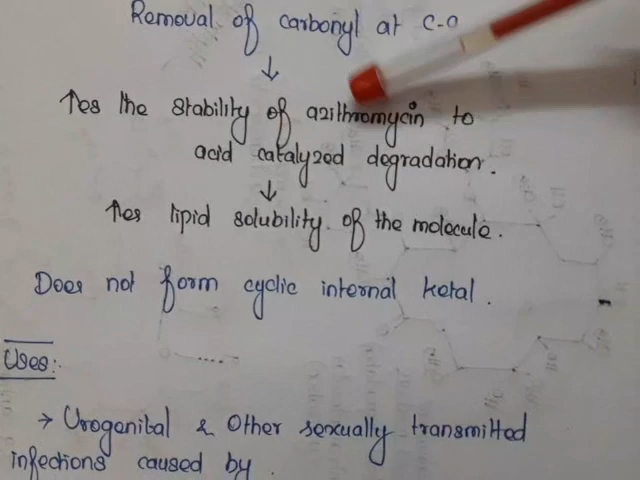 Removal of carbonyl at C-9
↓
↑es the stability of azithromycin to
acid catalyzed degradation.
↓
↑es lipid solubility of the molecule.
Does not form cyclic internal ketal.
Uses:-
→ Urogenital & Other sexually transmitted
infections caused by